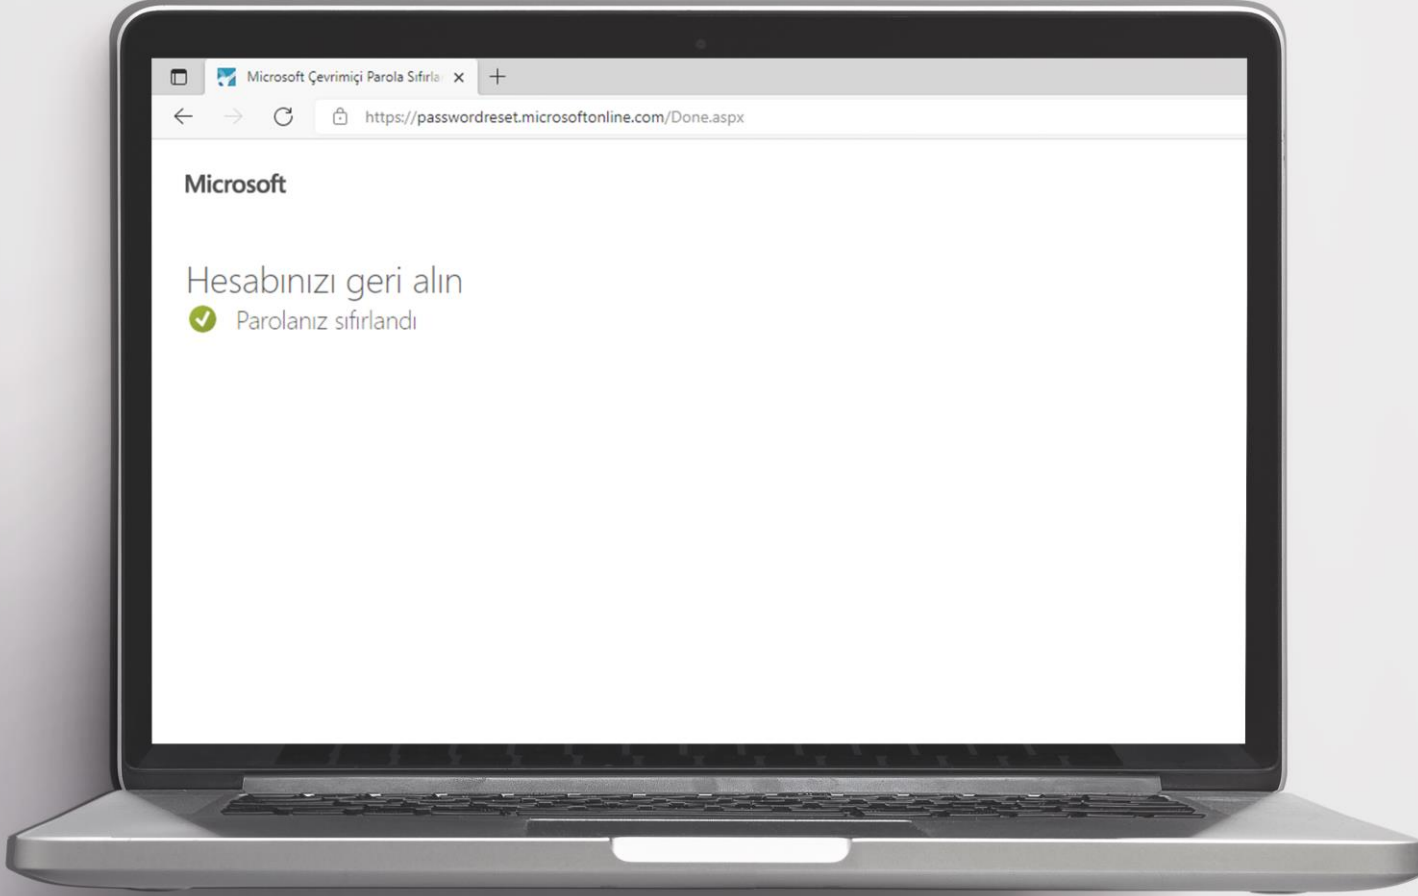 Microsoft Çevrimiçi Parola Sıfırla
https://passwordreset.microsoftonline.com/Done.aspx
Microsoft
Hesabınızı geri alın
Parolanız sıfırlandı